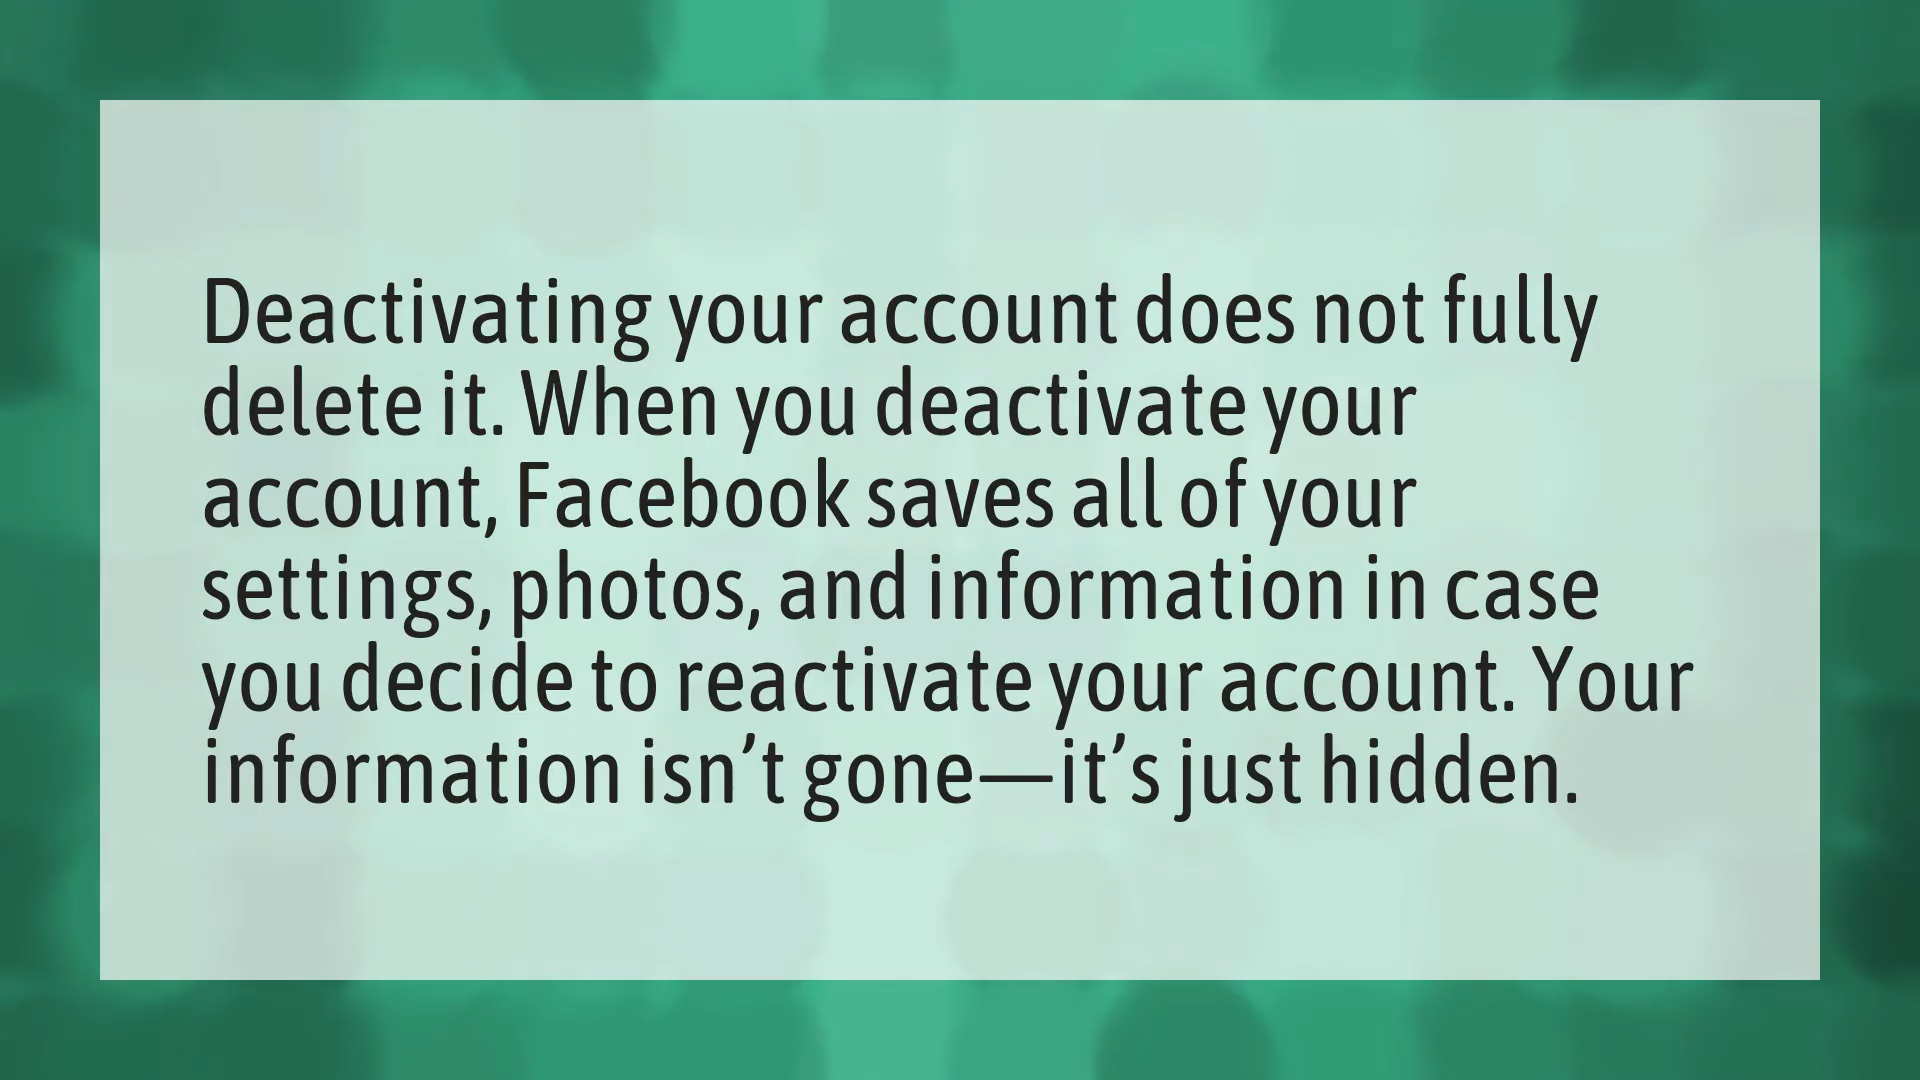 Deactivating your account does not fully
delete it. When you deactivate your
account, Facebook saves all of your
settings, photos, and information in case
you decide to reactivate your account. Your
information isn’t gone—it’s just hidden.